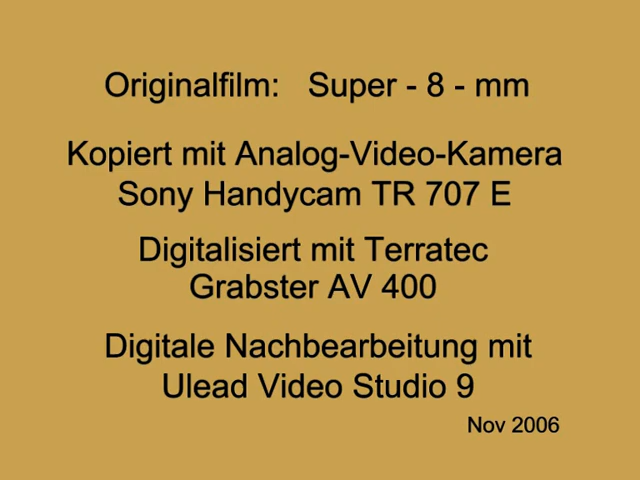 Originalfilm: Super - 8 - mm
Kopiert mit Analog-Video-Kamera
Sony Handycam TR 707 E
Digitalisiert mit Terratec
Grabster AV 400
Digitale Nachbearbeitung mit
Ulead Video Studio 9
Nov 2006